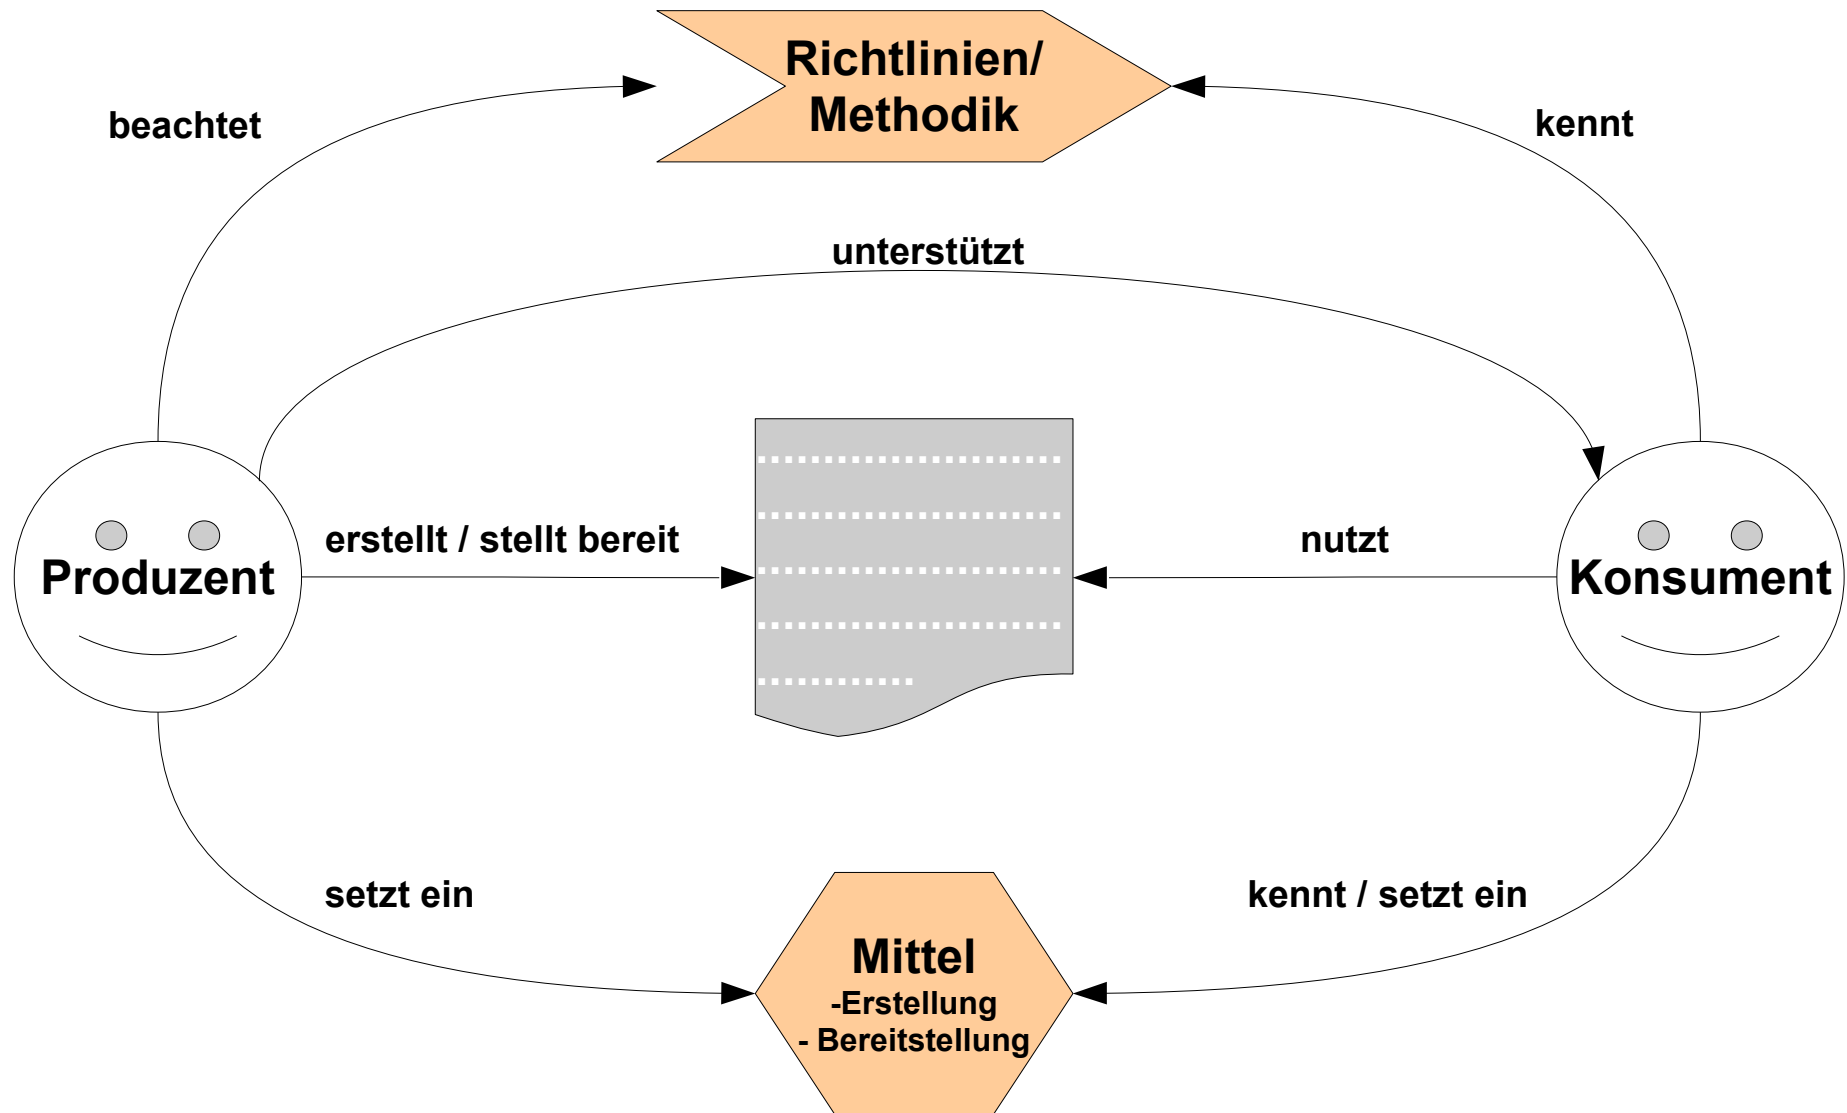 Richtlinien/
Methodik
beachtet
kennt
unterstützt
erstellt / stellt bereit
nutzt
Produzent
Konsument
setzt ein
kennt / setzt ein
Mittel
-Erstellung
- Bereitstellung